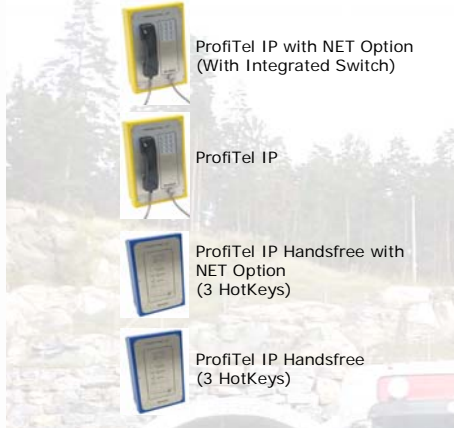 ProfiTel IP with NET Option
(With Integrated Switch)
ProfiTel IP
ProfiTel IP Handsfree with
NET Option
(3 HotKeys)
ProfiTel IP Handsfree
(3 HotKeys)